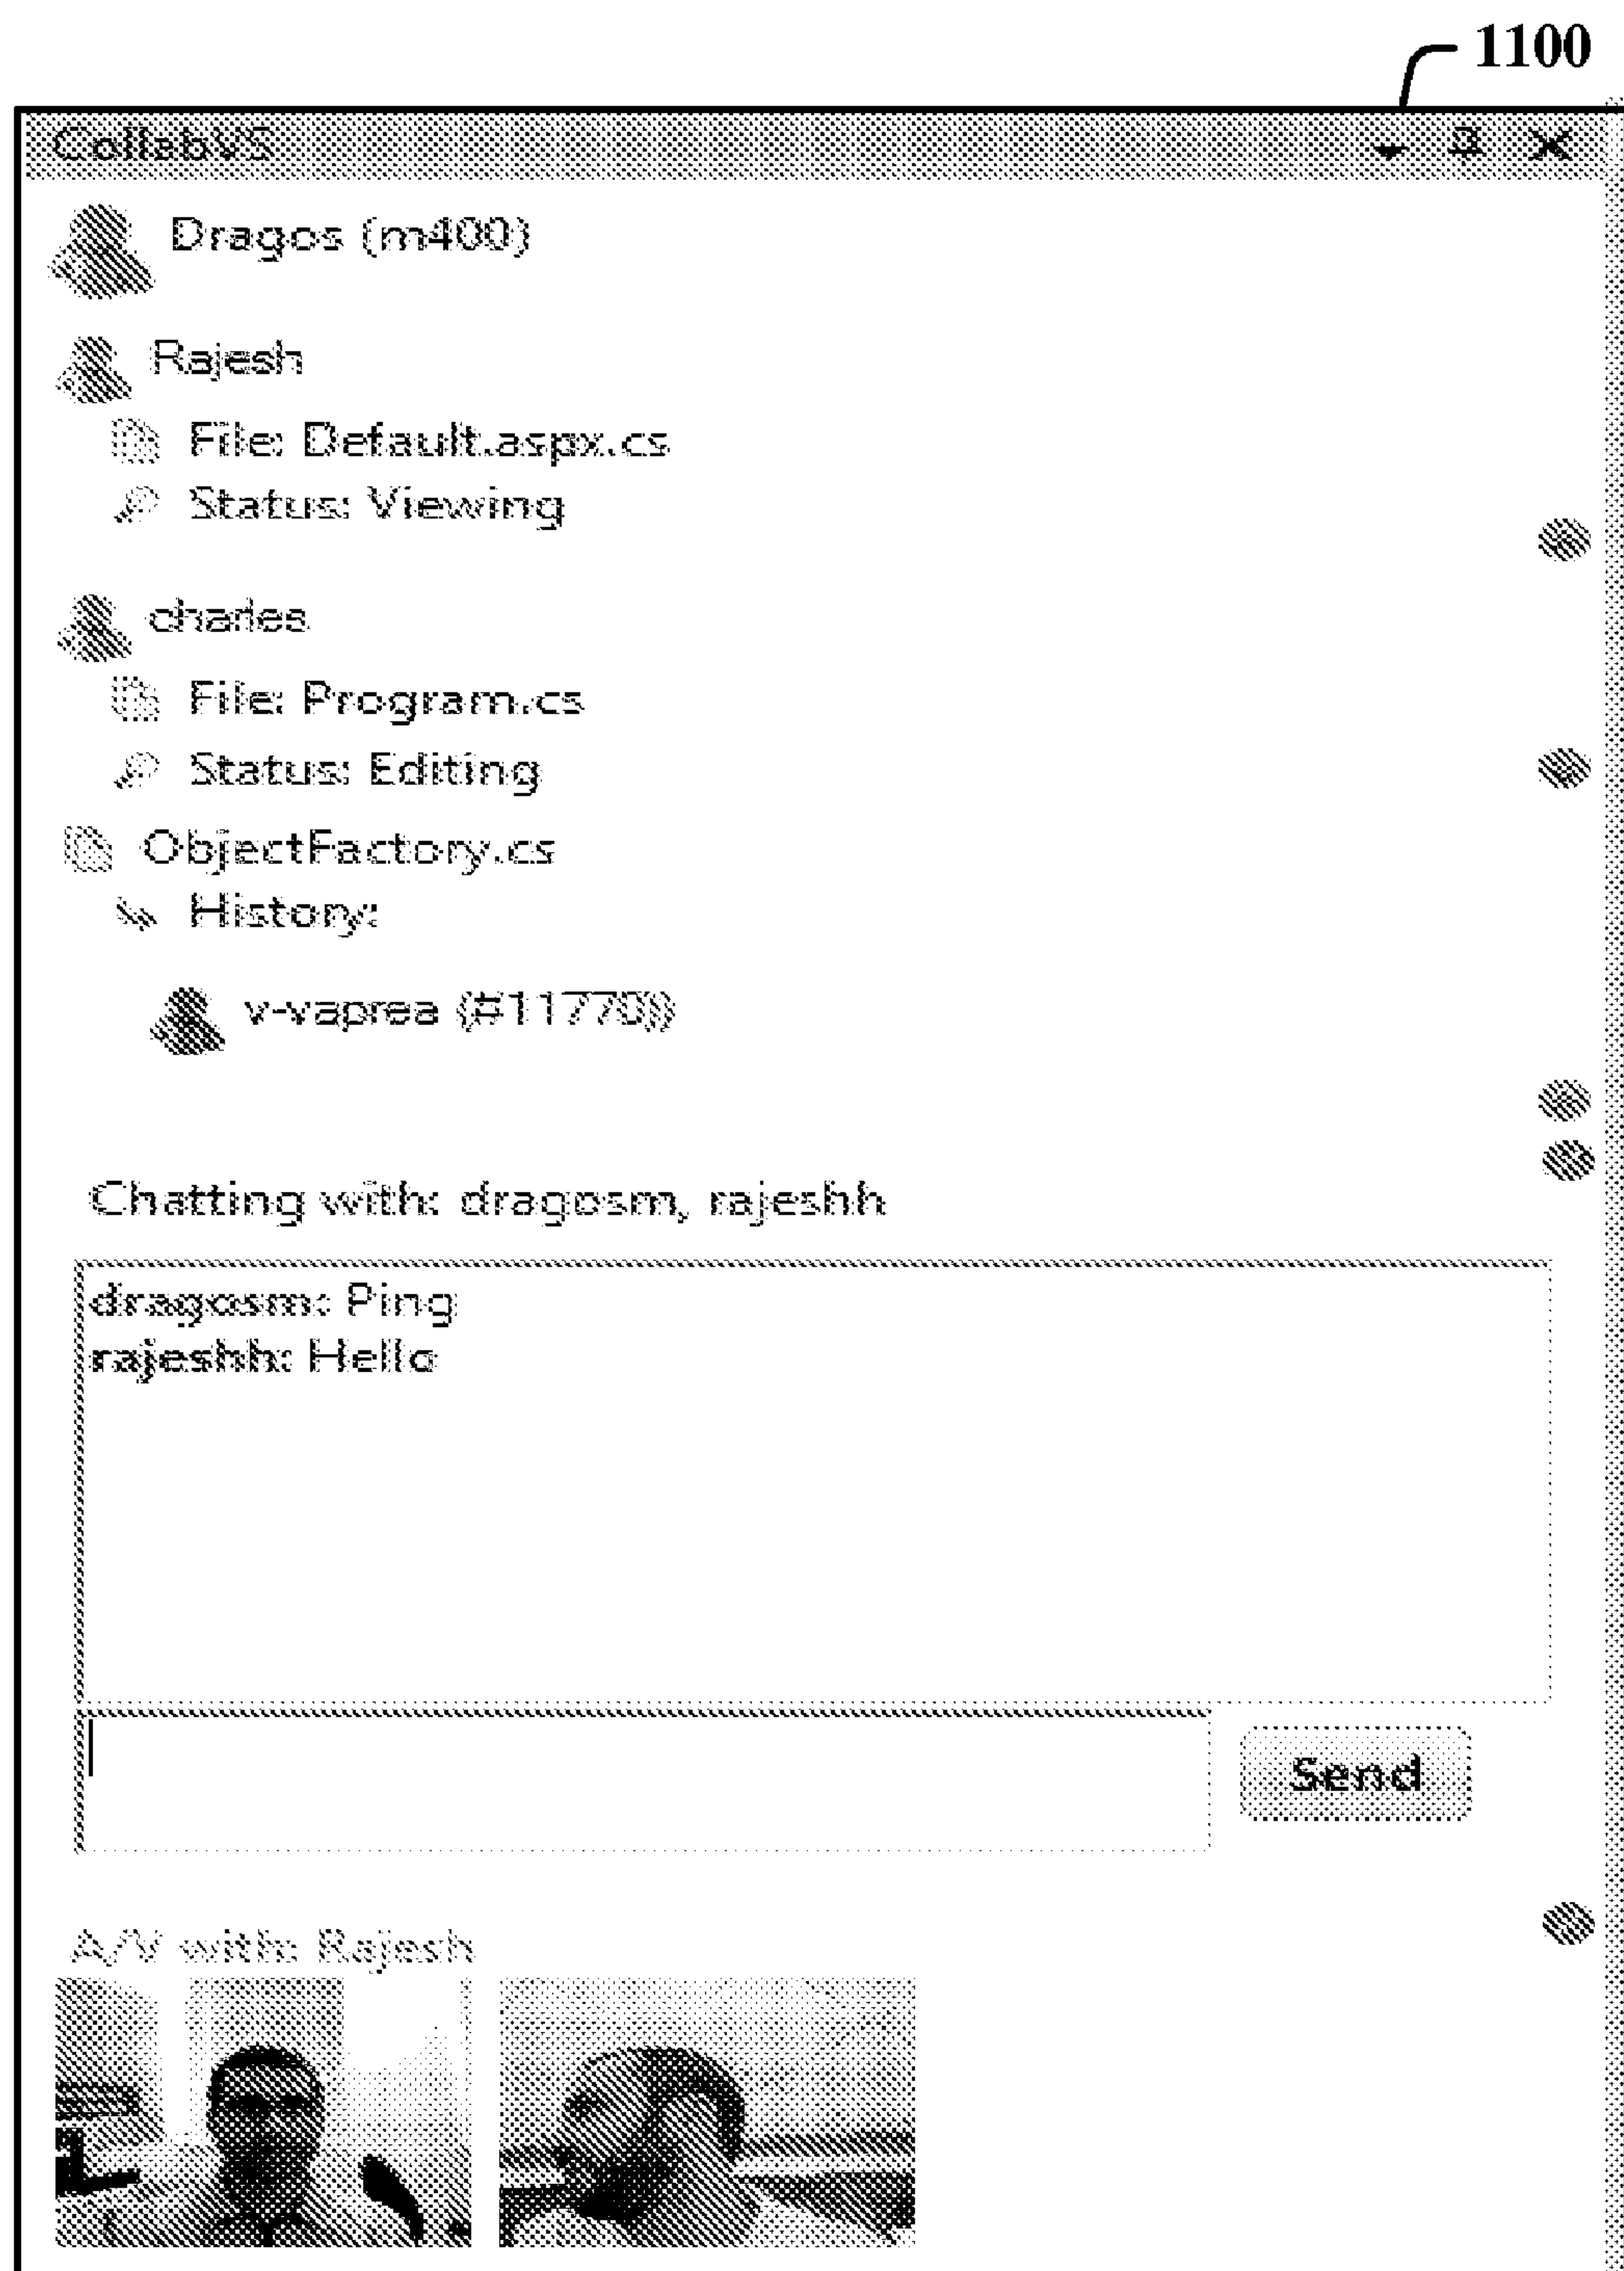 1100
CollabVS
Dragos (m400)
Rajesh
File: Default.aspx.cs
Status: Viewing
charles
File: Program.cs
Status: Editing
ObjectFactory.cs
History:
v-vaprea (#11770)
Chatting with: dragosm, rajeshh
dragosm: Ping
rajeshh: Hello
Send
A/V with: Rajesh